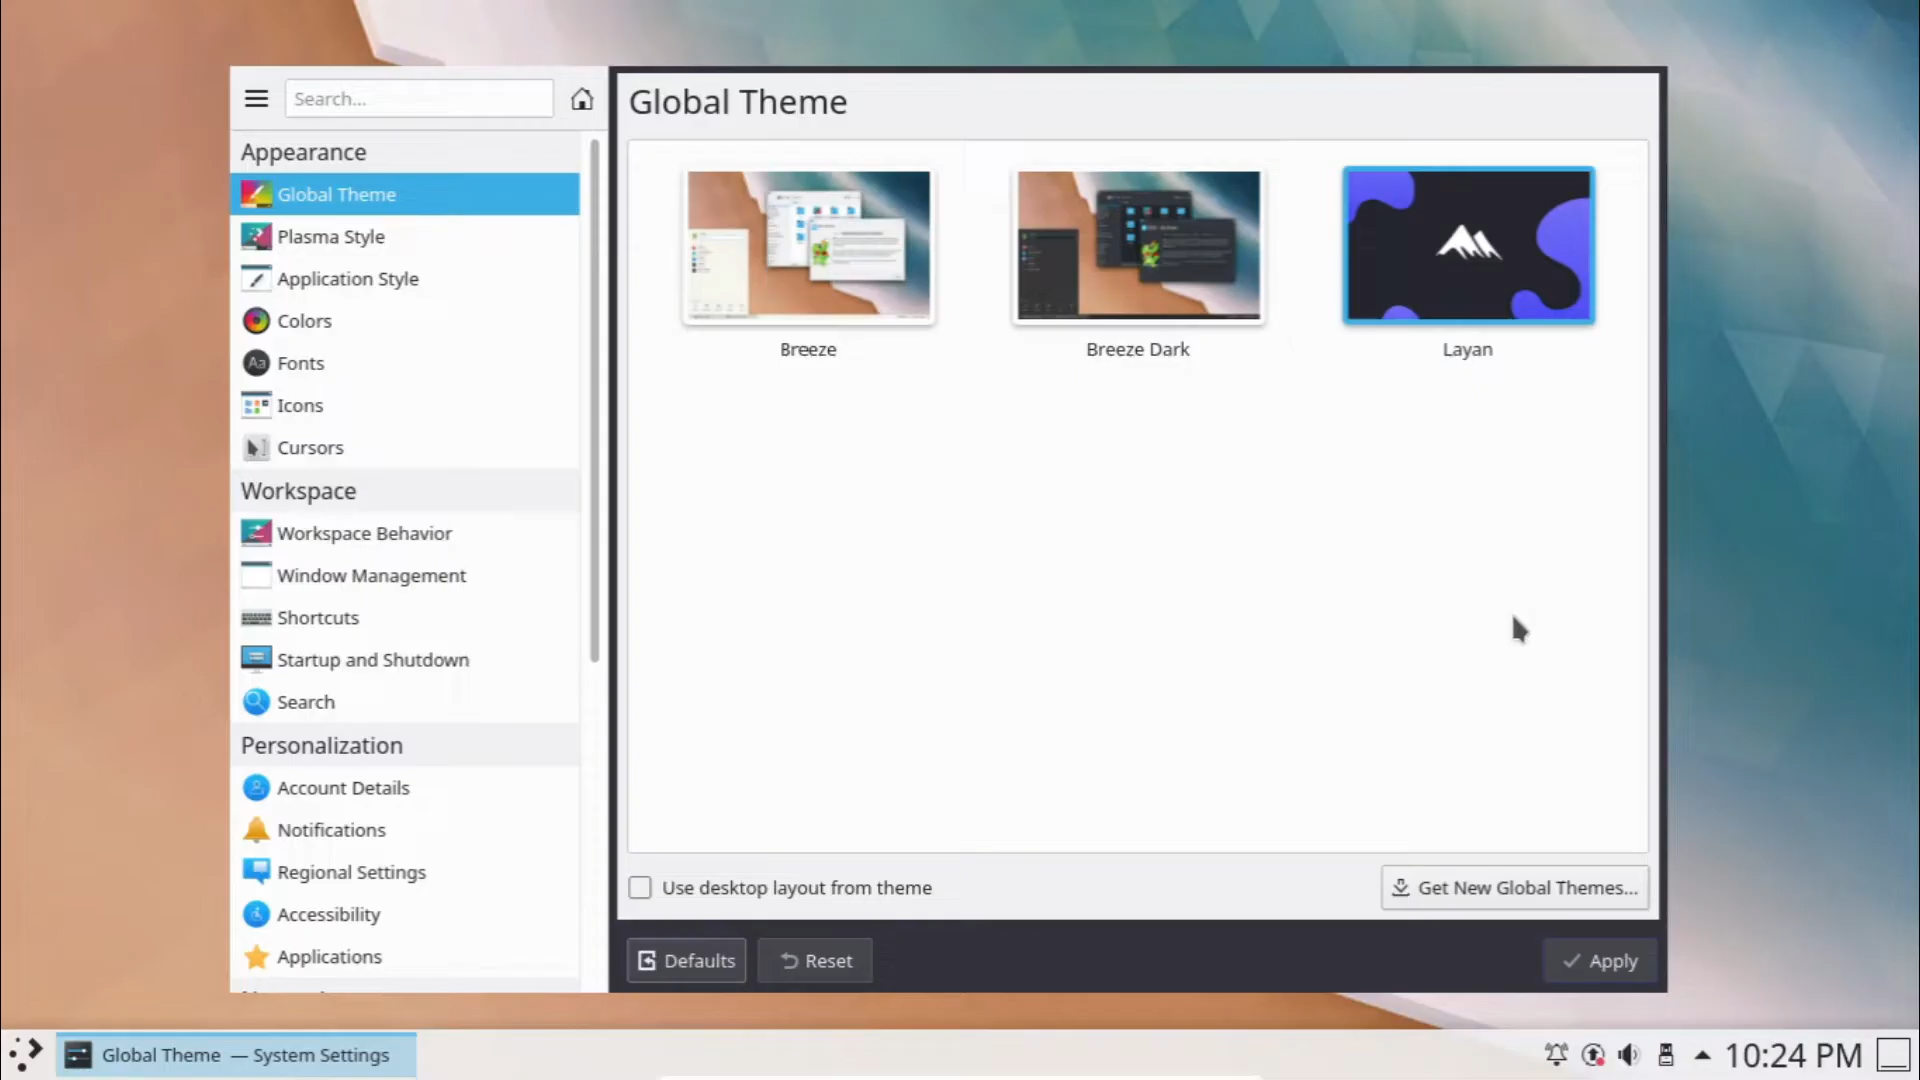 Search...
Global Theme
Appearance
Global Theme
Plasma Style
Application Style
Colors
Aa Fonts
Icons
Cursors
Workspace
Workspace Behavior
Window Management
Shortcuts
Startup and Shutdown
Search
Personalization
Account Details
Notifications
Regional Settings
Accessibility
Applications
Breeze
Breeze Dark
Layan
Use desktop layout from theme
Get New Global Themes...
Defaults
Reset
Apply
Global Theme — System Settings
10:24 PM